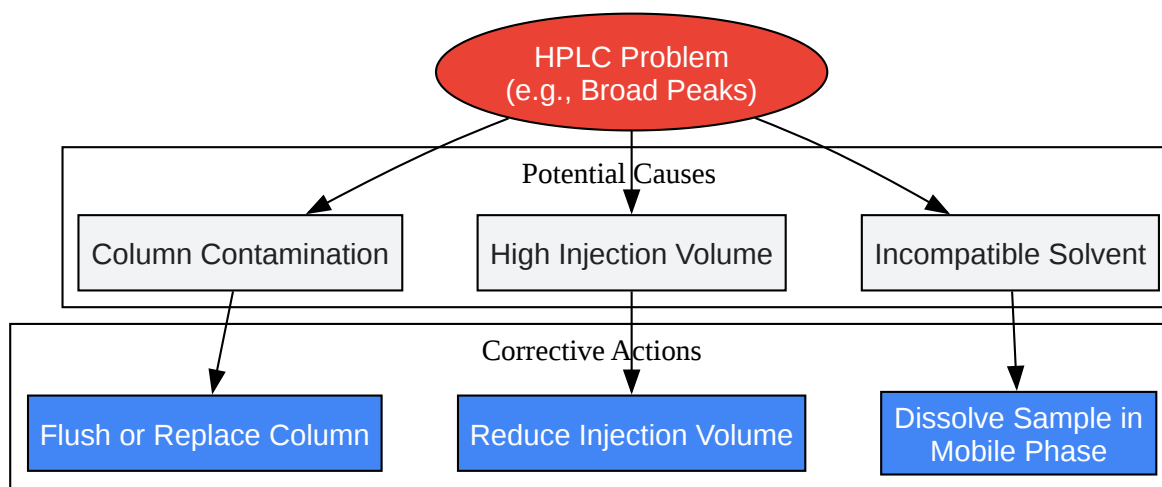 HPLC Problem
(e.g., Broad Peaks)
Potential Causes
Column Contamination
High Injection Volume
Incompatible Solvent
Corrective Actions
Flush or Replace Column
Reduce Injection Volume
Dissolve Sample in
Mobile Phase